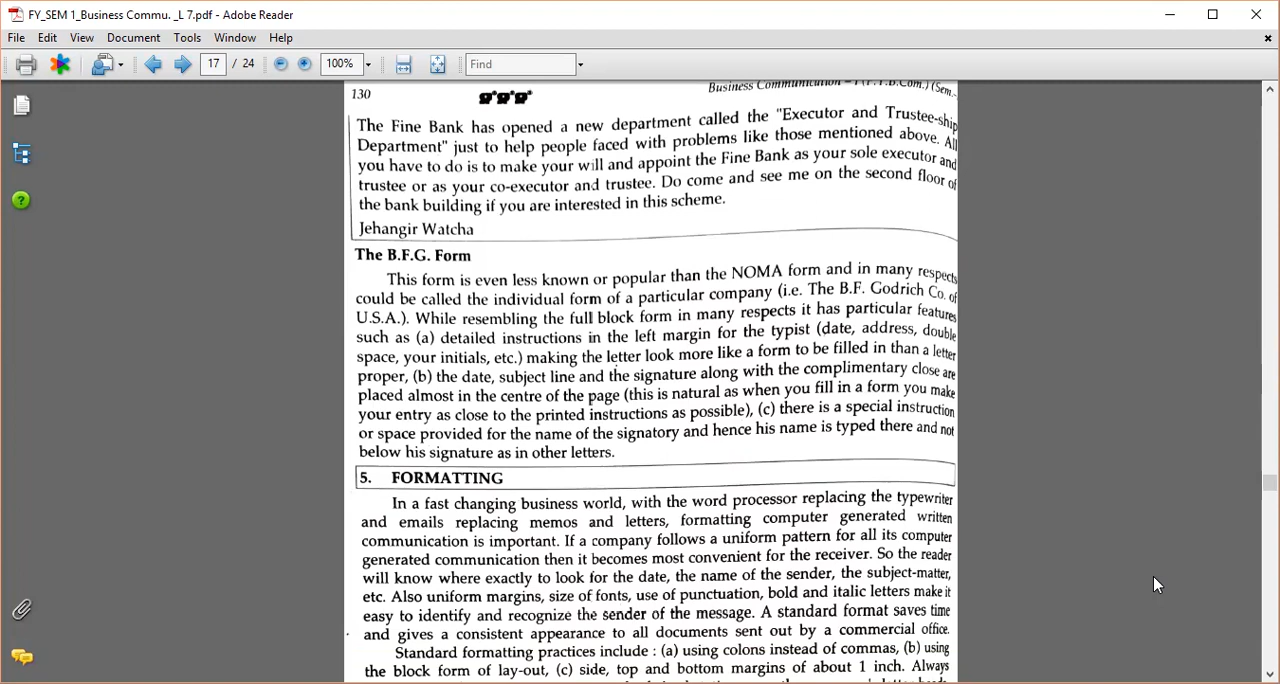 FY_SEM 1_Business Commu. _L 7.pdf - Adobe Reader
File Edit View Document Tools Window Help
17 / 24 100% Find
130
Business Communication – I (F.Y.B.Com.) (Sem.-
The Fine Bank has opened a new department called the "Executor and Trustee-ship
Department" just to help people faced with problems like those mentioned above. All
you have to do is to make your will and appoint the Fine Bank as your sole executor and
trustee or as your co-executor and trustee. Do come and see me on the second floor of
the bank building if you are interested in this scheme.
Jehangir Watcha
The B.F.G. Form
This form is even less known or popular than the NOMA form and in many respects
could be called the individual form of a particular company (i.e. The B.F. Godrich Co. of
U.S.A.). While resembling the full block form in many respects it has particular features
such as (a) detailed instructions in the left margin for the typist (date, address, double
space, your initials, etc.) making the letter look more like a form to be filled in than a letter
proper, (b) the date, subject line and the signature along with the complimentary close are
placed almost in the centre of the page (this is natural as when you fill in a form you make
your entry as close to the printed instructions as possible), (c) there is a special instruction
or space provided for the name of the signatory and hence his name is typed there and not
below his signature as in other letters.
5. FORMATTING
In a fast changing business world, with the word processor replacing the typewriter
and emails replacing memos and letters, formatting computer generated written
communication is important. If a company follows a uniform pattern for all its computer
generated communication then it becomes most convenient for the receiver. So the reader
will know where exactly to look for the date, the name of the sender, the subject-matter,
etc. Also uniform margins, size of fonts, use of punctuation, bold and italic letters make it
easy to identify and recognize the sender of the message. A standard format saves time
and gives a consistent appearance to all documents sent out by a commercial office.
Standard formatting practices include : (a) using colons instead of commas, (b) using
the block form of lay-out, (c) side, top and bottom margins of about 1 inch. Always